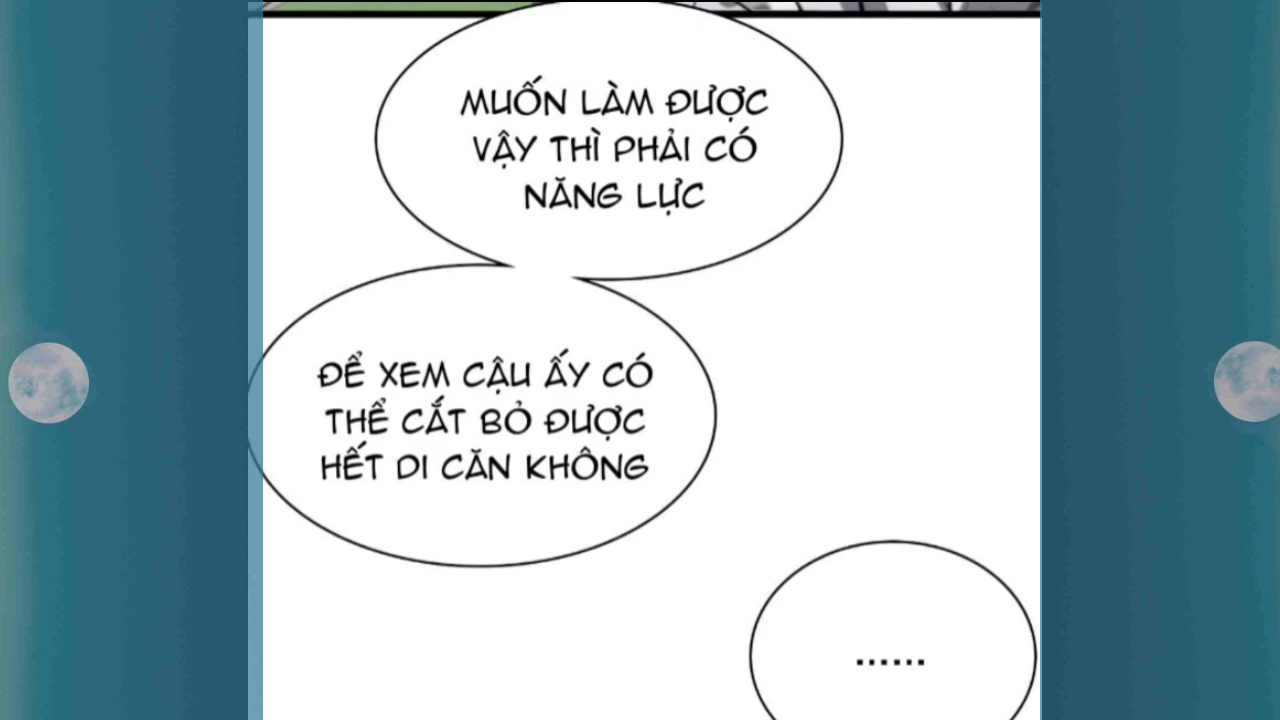 MUỐN LÀM ĐƯỢC
VẬY THÌ PHẢI CÓ
NĂNG LỰC
ĐỂ XEM CẬU ẤY CÓ
THỂ CẮT BỎ ĐƯỢC
HẾT DI CĂN KHÔNG
......